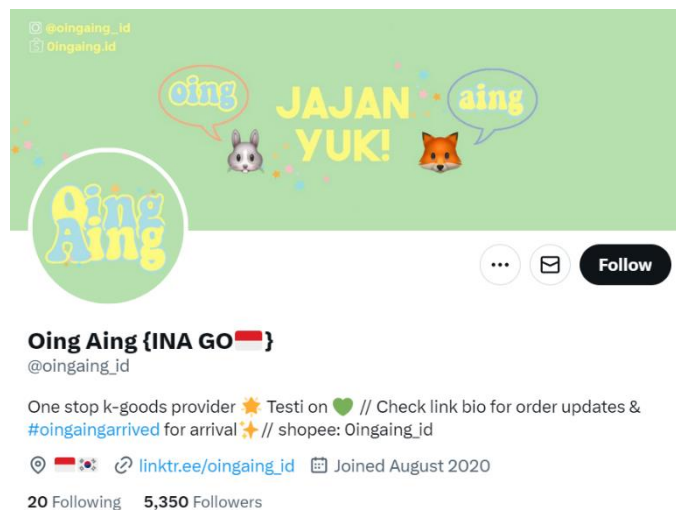 @oingaing_id
0ingaing.id
oing
JAJAN
YUK!
aing
Oing
Aing
Follow
Oing Aing {INA GO🇮🇩}
@oingaing_id
One stop k-goods provider 🌟 Testi on 💚 // Check link bio for order updates &
#oingaingarrived for arrival✨// shopee: 0ingaing_id
🇮🇩🇰🇷 linktr.ee/oingaing_id Joined August 2020
20 Following 5,350 Followers